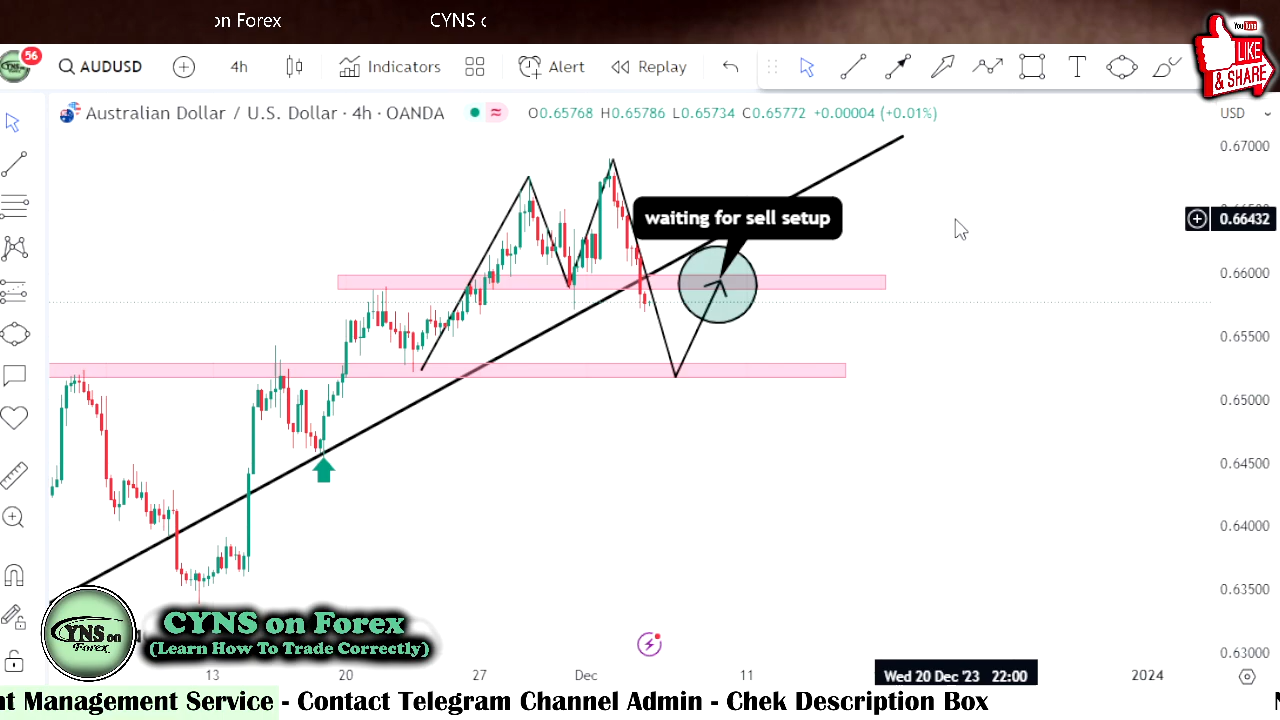 on Forex
CYNS o
You Tube
LIKE
& SHARE
56
AUDUSD
4h
Indicators
Alert
Replay
Australian Dollar / U.S. Dollar · 4h · OANDA
O0.65768 H0.65786 L0.65734 C0.65772 +0.00004 (+0.01%)
USD
0.67000
waiting for sell setup
0.66432
0.66000
0.65500
0.65000
0.64500
0.64000
0.63500
0.63000
CYNS on
Forex
CYNS on Forex
(Learn How To Trade Correctly)
13
20
27
Dec
11
Wed 20 Dec '23 22:00
2024
nt Management Service - Contact Telegram Channel Admin - Chek Description Box